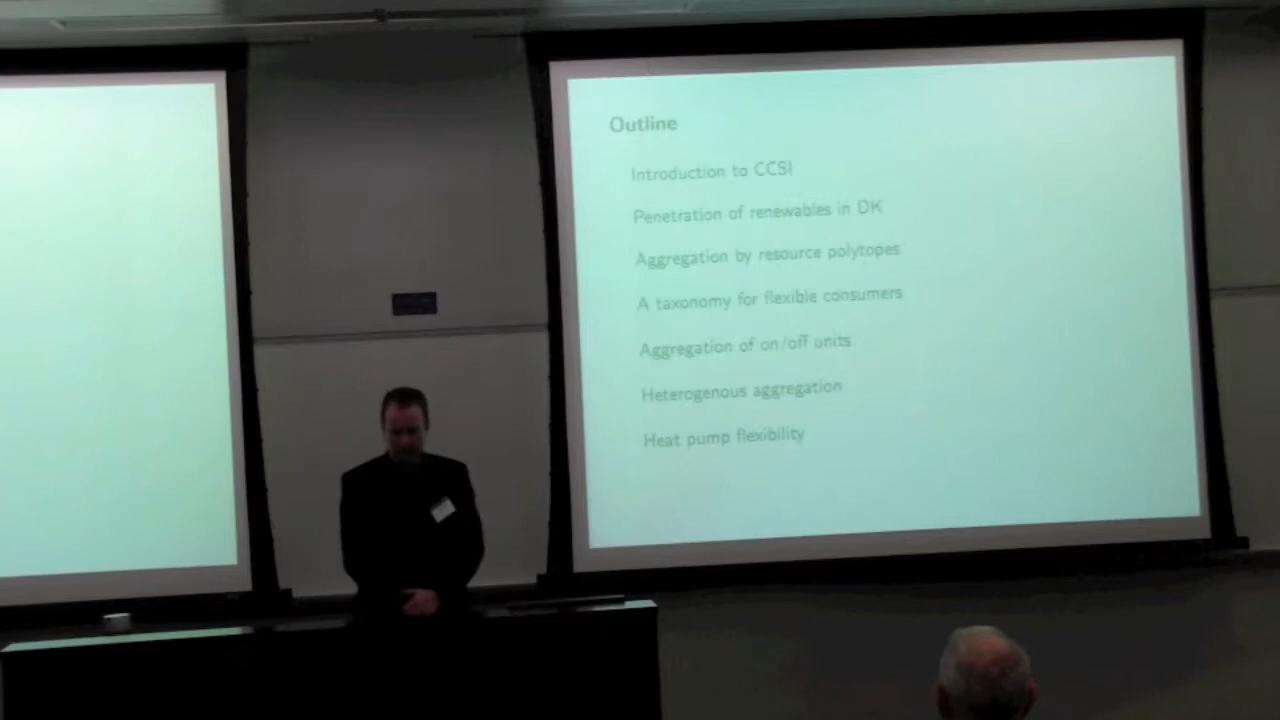 Outline
Introduction to CCSI
Penetration of renewables in DK
Aggregation by resource polytopes
A taxonomy for flexible consumers
Aggregation of on/off units
Heterogenous aggregation
Heat pump flexibility